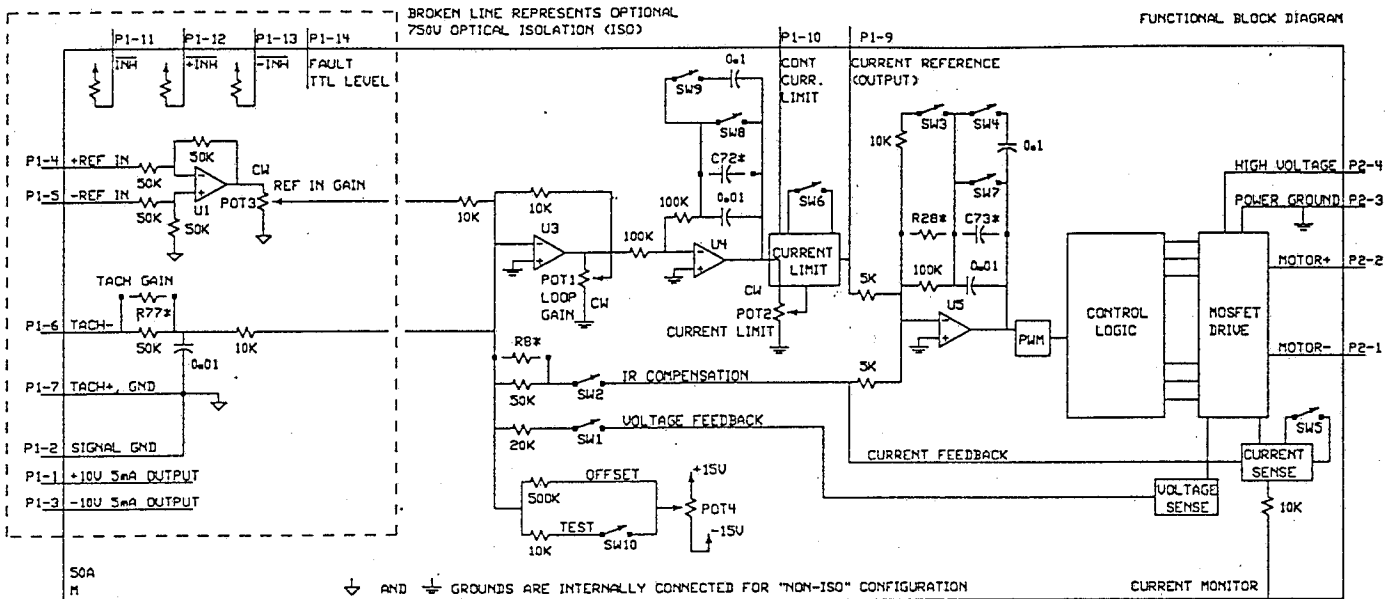 BROKEN LINE REPRESENTS OPTIONAL
750V OPTICAL ISOLATION (ISO)
FUNCTIONAL BLOCK DIAGRAM
P1-11
INH
P1-12
+INH
P1-13
-INH
P1-14
FAULT
TTL LEVEL
P1-10
CONT
CURR.
LIMIT
P1-9
CURRENT REFERENCE
(OUTPUT)
SW9
0.1
SW8
C72*
0.01
100K
SW3
SW4
10K
0.1
SW7
R28*
C73*
100K
0.01
P1-4 +REF IN
50K
50K
CW
REF IN GAIN
P1-5 -REF IN
50K
U1
POT3
50K
10K
10K
U3
100K
U4
SW6
CURRENT
LIMIT
POT1
LOOP
GAIN
CW
CW
POT2
CURRENT LIMIT
5K
U5
5K
PWM
CONTROL
LOGIC
MOSFET
DRIVE
HIGH VOLTAGE P2-4
POWER GROUND P2-3
MOTOR+ P2-2
MOTOR- P2-1
TACH GAIN
R77*
P1-6 TACH-
50K
10K
0.01
P1-7 TACH+, GND
P1-2 SIGNAL GND
P1-1 +10V 5mA OUTPUT
P1-3 -10V 5mA OUTPUT
R8*
50K
SW2
IR COMPENSATION
20K
SW1
VOLTAGE FEEDBACK
CURRENT FEEDBACK
SW5
CURRENT
SENSE
VOLTAGE
SENSE
10K
OFFSET
500K
+15V
POT4
TEST
10K
SW10
-15V
50A
M
AND GROUNDS ARE INTERNALLY CONNECTED FOR "NON-ISO" CONFIGURATION
CURRENT MONITOR